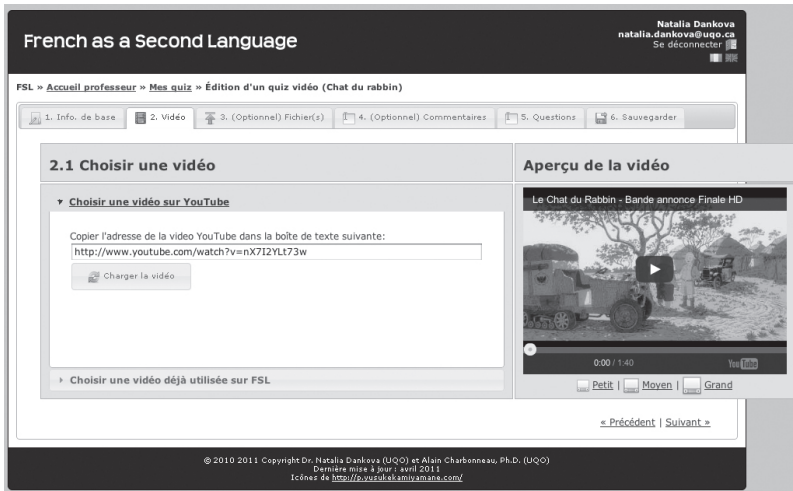 French as a Second Language
Natalia Dankova
natalia.dankova@uqo.ca
Se déconnecter
FSL » Accueil professeur » Mes quiz » Édition d'un quiz vidéo (Chat du rabbin)
1. Info. de base
2. Vidéo
3. (Optionnel) Fichier(s)
4. (Optionnel) Commentaires
5. Questions
6. Sauvegarder
2.1 Choisir une vidéo
Choisir une vidéo sur YouTube
Copier l'adresse de la video YouTube dans la boîte de texte suivante:
http://www.youtube.com/watch?v=nX7I2YLt73w
Charger la vidéo
Choisir une vidéo déjà utilisée sur FSL
Aperçu de la vidéo
Le Chat du Rabbin - Bande annonce Finale HD
0:00 / 1:40
YouTube
Petit | Moyen | Grand
« Précédent | Suivant »
© 2010 2011 Copyright Dr. Natalia Dankova (UQO) et Alain Charbonneau, Ph.D. (UQO)
Dernière mise à jour : avril 2011
Icônes de http://p.yusukekamiyamane.com/